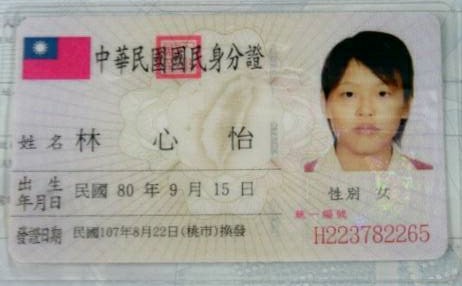 中華民國國民身分證
姓名 林心怡
出生年月日 民國 80 年 9 月 15 日
性別 女
統一編號
發證日期 民國107年8月22日(桃市)換發
H223782265